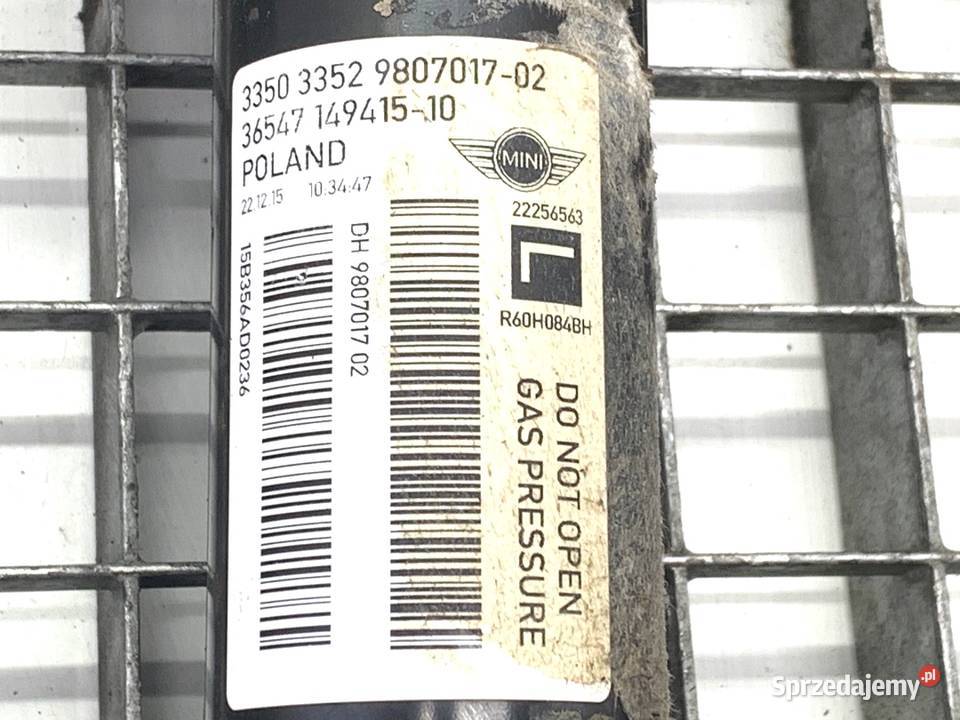 3350 3352 9807017-02
36547 149415-10
POLAND
22.12.15 10:34:47
MINI
22256563
L
R60H084BH
15B356AD0236
DH 9807017 02
DO NOT OPEN
GAS PRESSURE
Sprzedajemy.pl